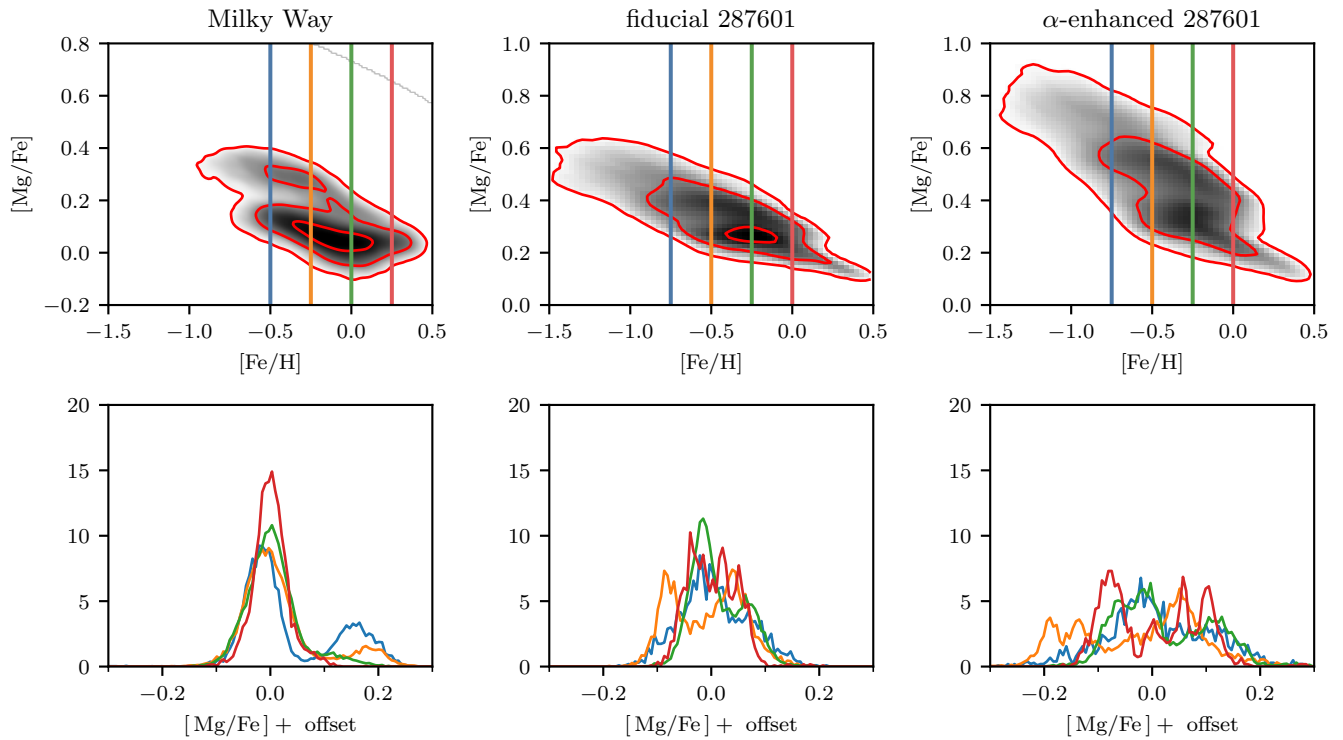 Milky Way
fiducial 287601
α-enhanced 287601
0.8
0.6
0.4
0.2
0.0
−0.2
[Mg/Fe]
−1.5 −1.0 −0.5 0.0 0.5
[Fe/H]
1.0
0.8
0.6
0.4
0.2
0.0
[Mg/Fe]
−1.5 −1.0 −0.5 0.0 0.5
[Fe/H]
1.0
0.8
0.6
0.4
0.2
0.0
[Mg/Fe]
−1.5 −1.0 −0.5 0.0 0.5
[Fe/H]
20
15
10
5
0
−0.2 0.0 0.2
[ Mg/Fe] + offset
20
15
10
5
0
−0.2 0.0 0.2
[ Mg/Fe] + offset
20
15
10
5
0
−0.2 0.0 0.2
[ Mg/Fe] + offset